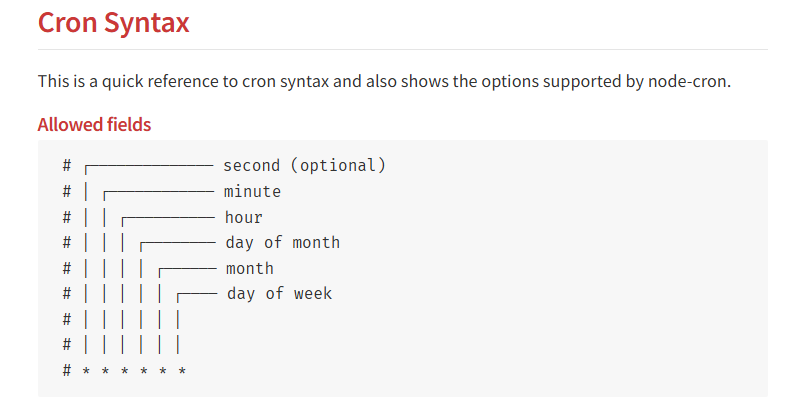 Cron Syntax
This is a quick reference to cron syntax and also shows the options supported by node-cron.
Allowed fields
# ┌────────────── second (optional)
# │ ┌──────────── minute
# │ │ ┌────────── hour
# │ │ │ ┌──────── day of month
# │ │ │ │ ┌────── month
# │ │ │ │ │ ┌──── day of week
# │ │ │ │ │ │
# │ │ │ │ │ │
# * * * * * *